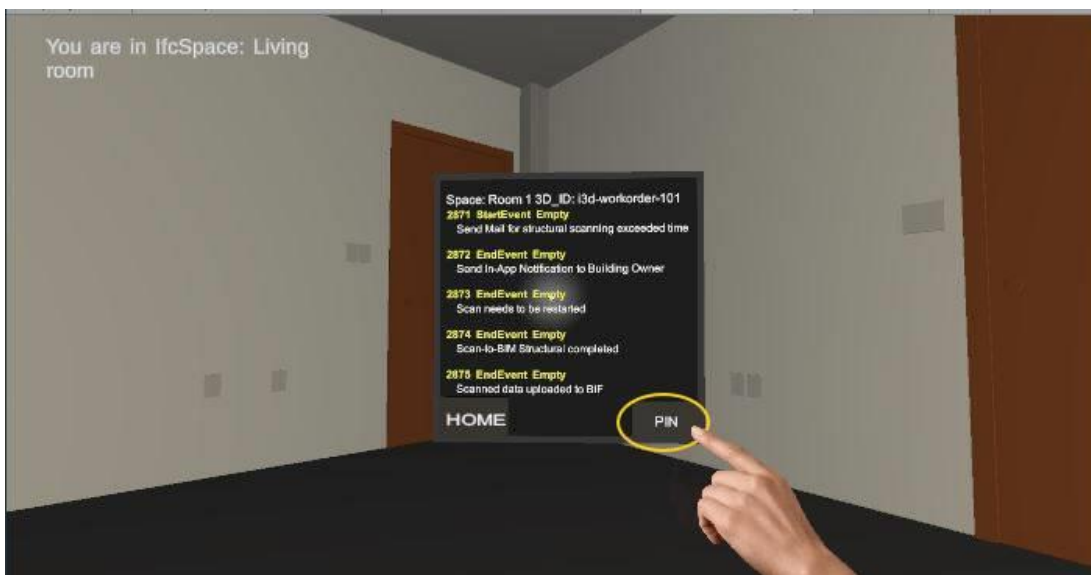 You are in IfcSpace: Living
room
Space: Room 1 3D_ID: i3d-workorder-101
2871 StartEvent Empty
Send Mail for structural scanning exceeded time
2872 EndEvent Empty
Send In-App Notification to Building Owner
2873 EndEvent Empty
Scan needs to be restarted
2874 EndEvent Empty
Scan-to-BIM Structural completed
2875 EndEvent Empty
Scanned data uploaded to BIF
HOME
PIN